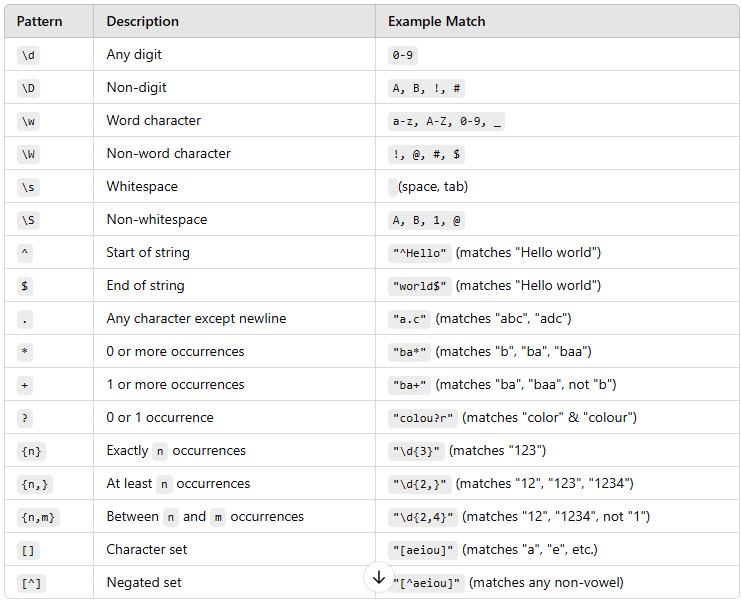 Pattern Description Example Match
\d Any digit 0-9
\D Non-digit A, B, !, #
\w Word character a-z, A-Z, 0-9, _
\W Non-word character !, @, #, $
\s Whitespace (space, tab)
\S Non-whitespace A, B, 1, @
^ Start of string "^Hello" (matches "Hello world")
$ End of string "world$" (matches "Hello world")
. Any character except newline "a.c" (matches "abc", "adc")
* 0 or more occurrences "ba*" (matches "b", "ba", "baa")
+ 1 or more occurrences "ba+" (matches "ba", "baa", not "b")
? 0 or 1 occurrence "colou?r" (matches "color" & "colour")
{n} Exactly n occurrences "\d{3}" (matches "123")
{n,} At least n occurrences "\d{2,}" (matches "12", "123", "1234")
{n,m} Between n and m occurrences "\d{2,4}" (matches "12", "1234", not "1")
[] Character set "[aeiou]" (matches "a", "e", etc.)
[^] Negated set "[^aeiou]" (matches any non-vowel)